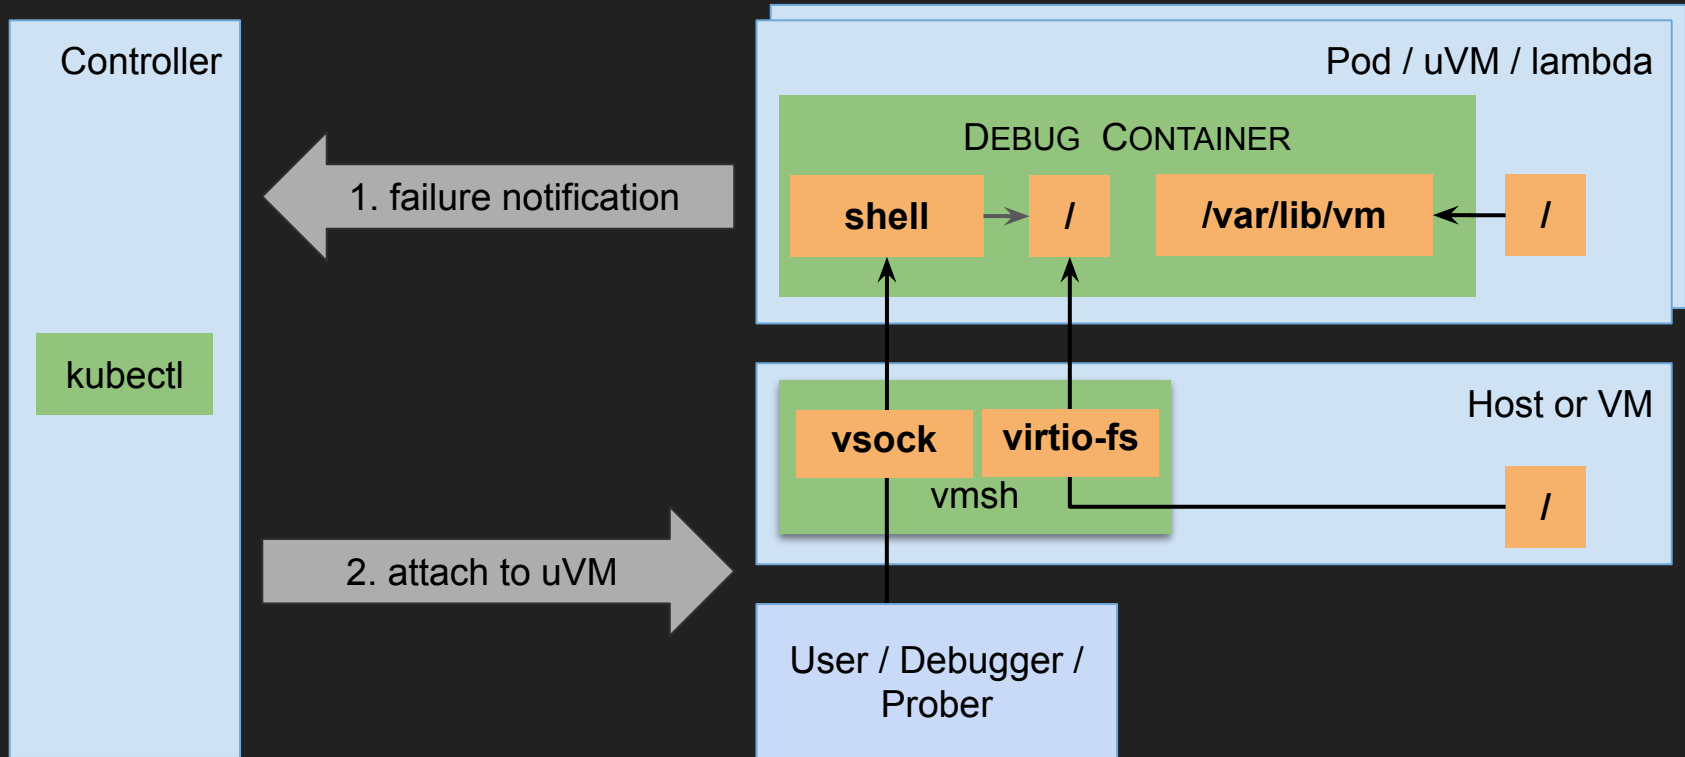 Controller
kubectl
1. failure notification
2. attach to uVM
Pod / uVM / lambda
DEBUG CONTAINER
shell
/
/var/lib/vm
/
Host or VM
vsock
virtio-fs
vmsh
/
User / Debugger /
Prober